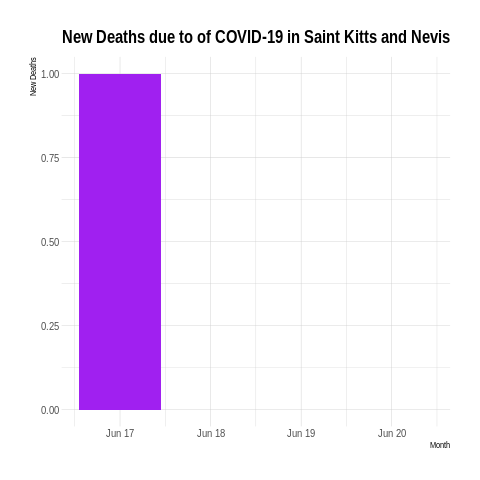 New Deaths due to of COVID-19 in Saint Kitts and Nevis
New Deaths
1.00
0.75
0.50
0.25
0.00
Jun 17 Jun 18 Jun 19 Jun 20
Month